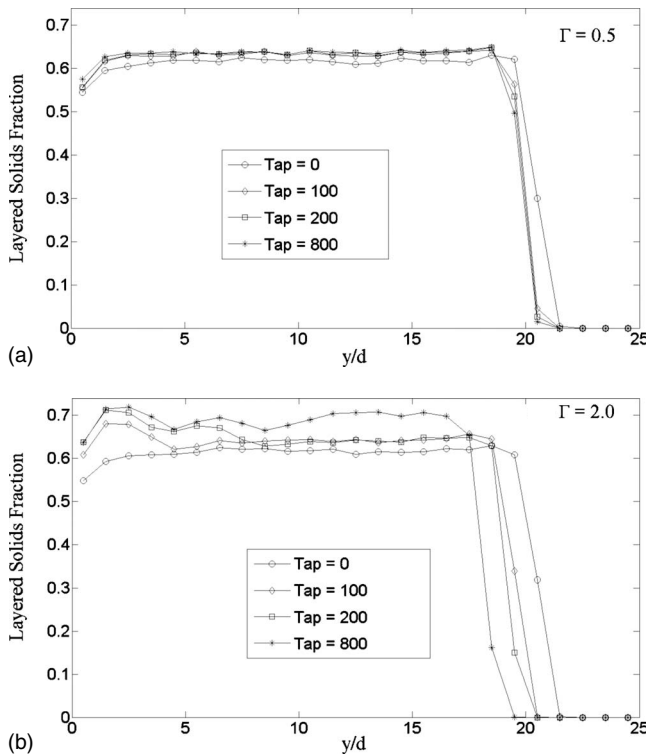 0.7
0.6
0.5
0.4
0.3
0.2
0.1
0
Layered Solids Fraction
Γ = 0.5
Tap = 0
Tap = 100
Tap = 200
Tap = 800
0 5 10 15 20 25
y/d
(a)
0.7
0.6
0.5
0.4
0.3
0.2
0.1
0
Layered Solids Fraction
Γ = 2.0
Tap = 0
Tap = 100
Tap = 200
Tap = 800
0 5 10 15 20 25
y/d
(b)